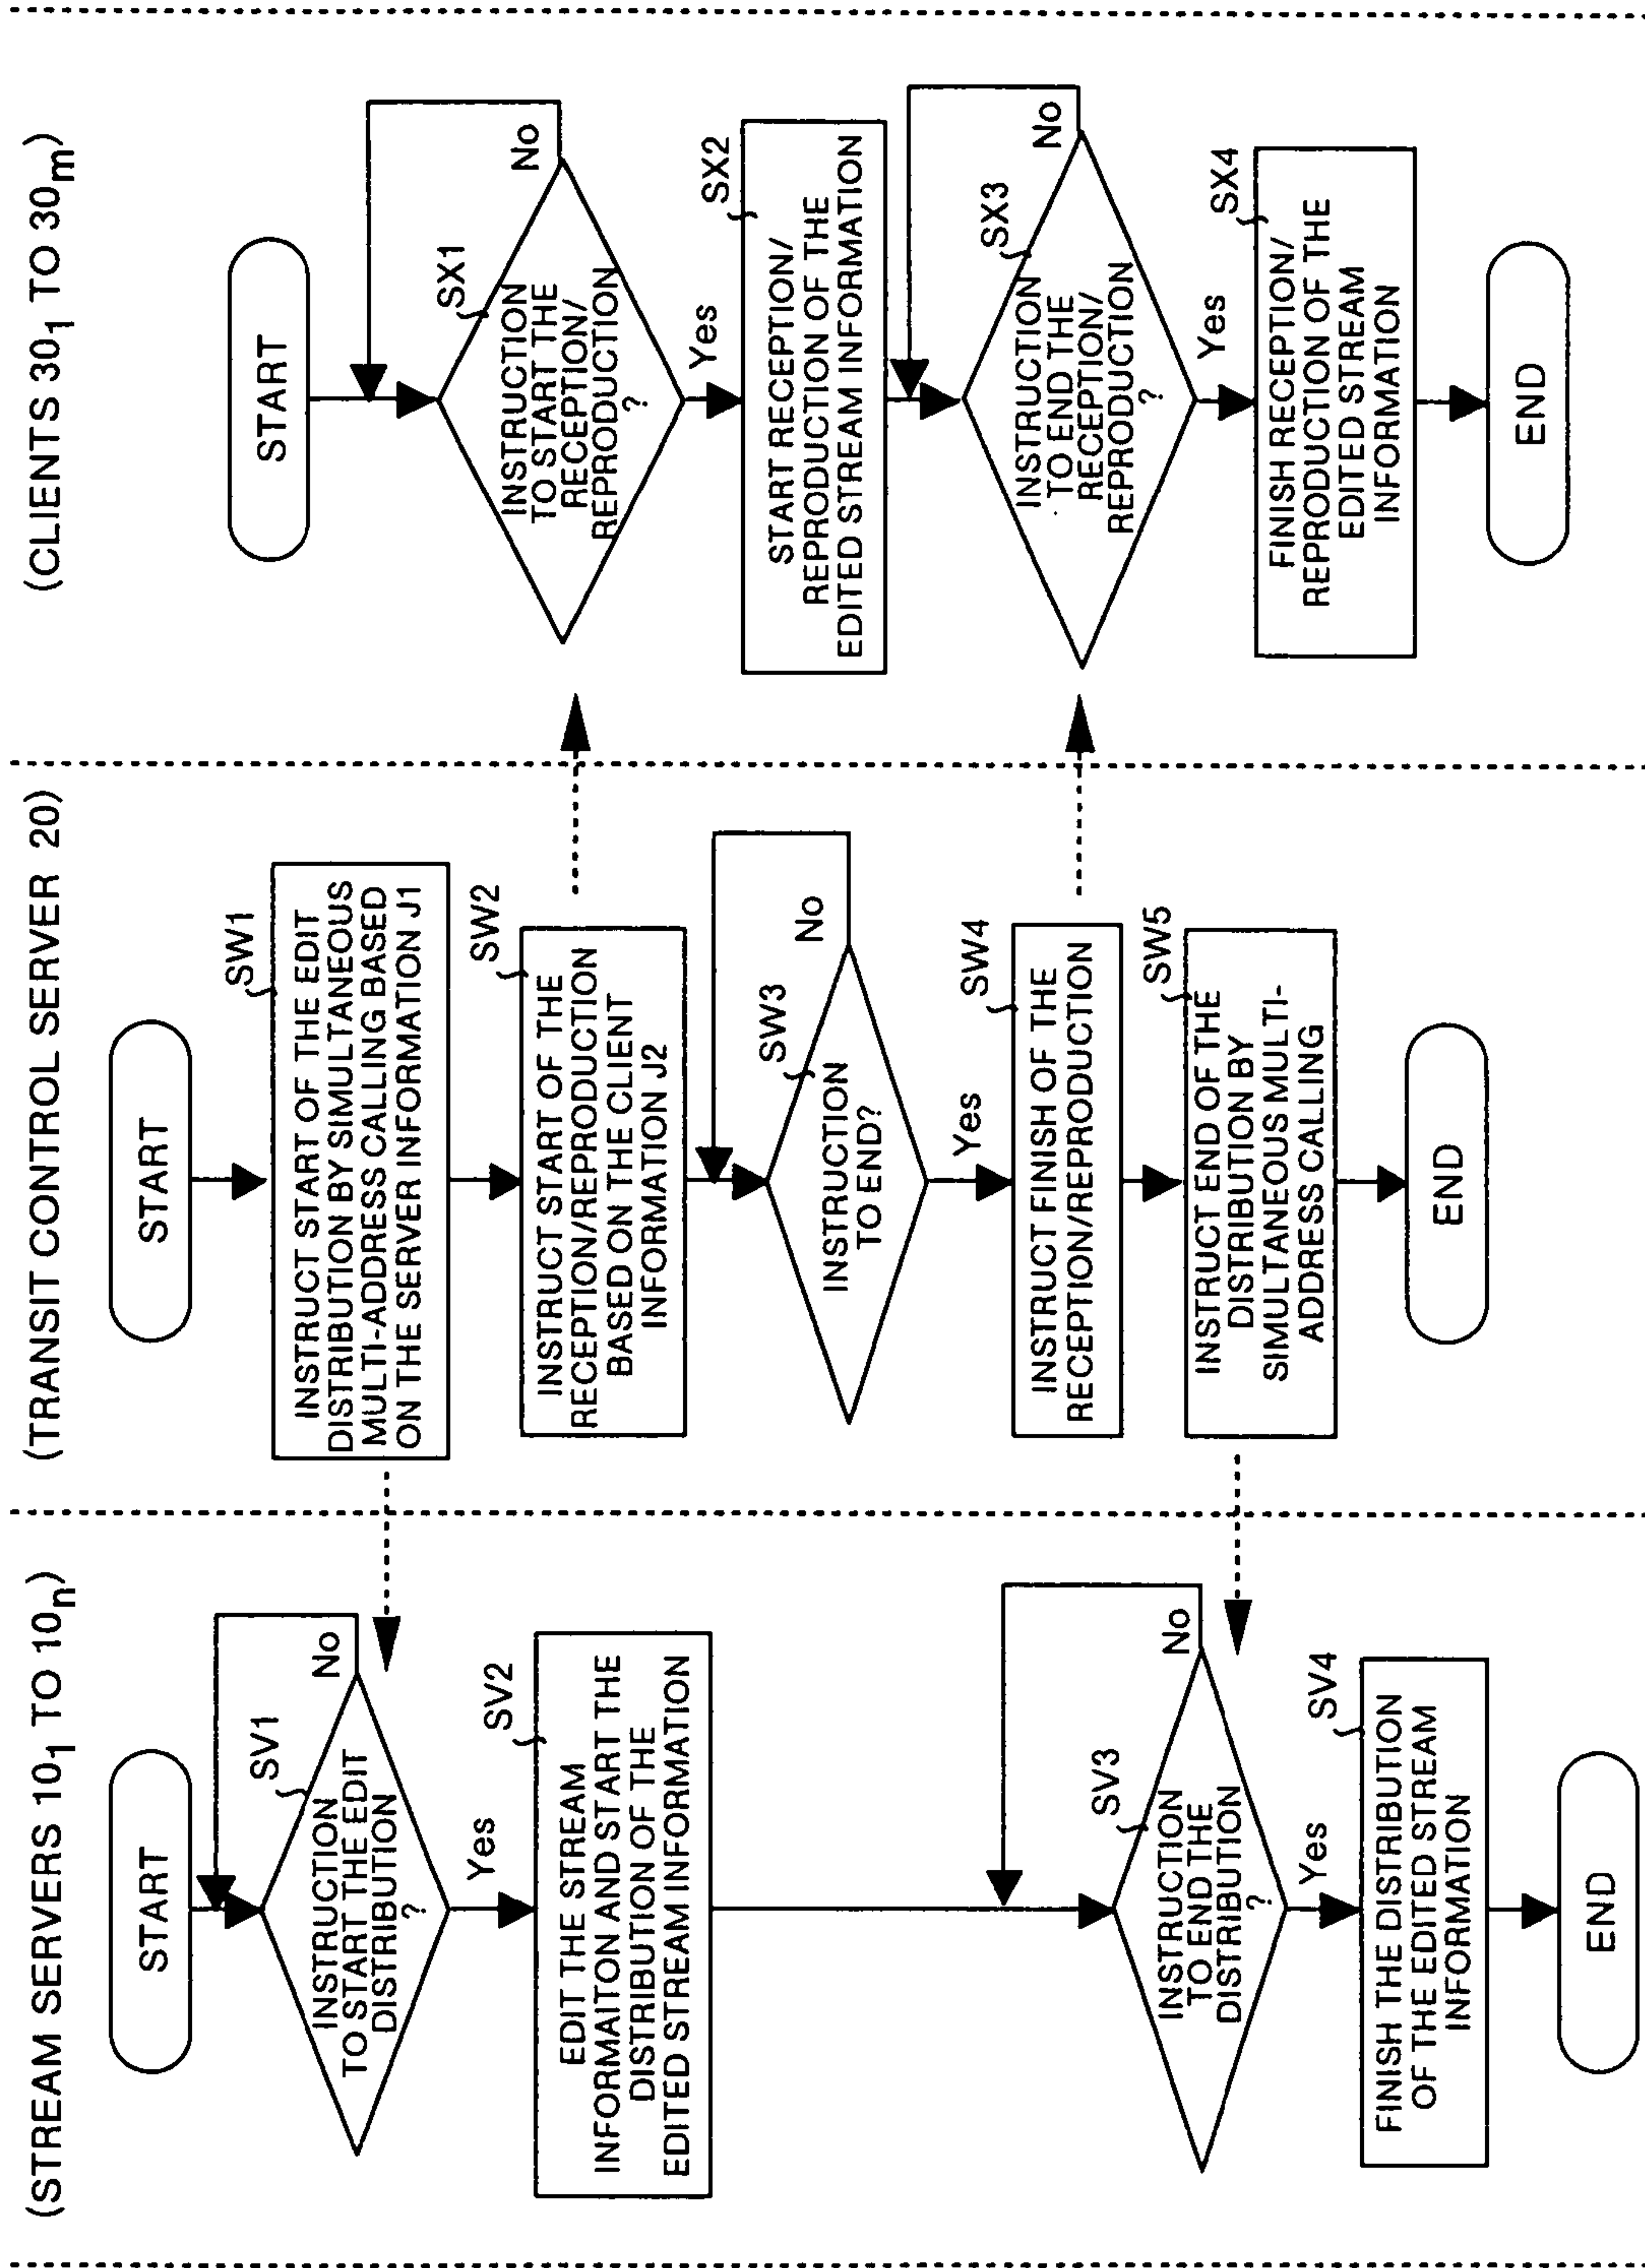 (STREAM SERVERS 10₁ TO 10ₙ)
START
SV1
INSTRUCTION
TO START THE EDIT
DISTRIBUTION
?
No
Yes
SV2
EDIT THE STREAM
INFORMAITON AND START THE
DISTRIBUTION OF THE
EDITED STREAM INFORMATION
SV3
INSTRUCTION
TO END THE
DISTRIBUTION
?
No
Yes
SV4
FINISH THE DISTRIBUTION
OF THE EDITED STREAM
INFORMATION
END
(TRANSIT CONTROL SERVER 20)
START
SW1
INSTRUCT START OF THE EDIT
DISTRIBUTION BY SIMULTANEOUS
MULTI-ADDRESS CALLING BASED
ON THE SERVER INFORMATION J1
SW2
INSTRUCT START OF THE
RECEPTION/REPRODUCTION
BASED ON THE CLIENT
INFORMATION J2
SW3
INSTRUCTION
TO END?
No
Yes
SW4
INSTRUCT FINISH OF THE
RECEPTION/REPRODUCTION
SW5
INSTRUCT END OF THE
DISTRIBUTION BY
SIMULTANEOUS MULTI-
ADDRESS CALLING
END
(CLIENTS 30₁ TO 30ₘ)
START
SX1
INSTRUCTION
TO START THE
RECEPTION/
REPRODUCTION
?
No
Yes
SX2
START RECEPTION/
REPRODUCTION OF THE
EDITED STREAM INFORMATION
SX3
INSTRUCTION
TO END THE
RECEPTION/
REPRODUCTION
?
No
Yes
SX4
FINISH RECEPTION/
REPRODUCTION OF THE
EDITED STREAM
INFORMATION
END